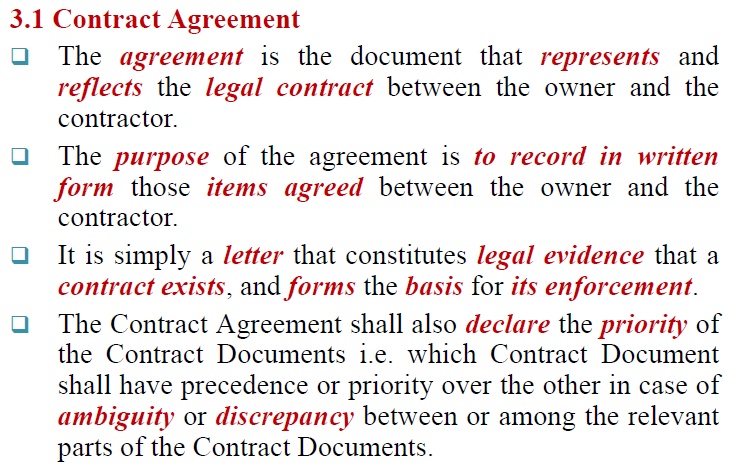 3.1 Contract Agreement
❑ The agreement is the document that represents and
reflects the legal contract between the owner and the
contractor.
❑ The purpose of the agreement is to record in written
form those items agreed between the owner and the
contractor.
❑ It is simply a letter that constitutes legal evidence that a
contract exists, and forms the basis for its enforcement.
❑ The Contract Agreement shall also declare the priority of
the Contract Documents i.e. which Contract Document
shall have precedence or priority over the other in case of
ambiguity or discrepancy between or among the relevant
parts of the Contract Documents.